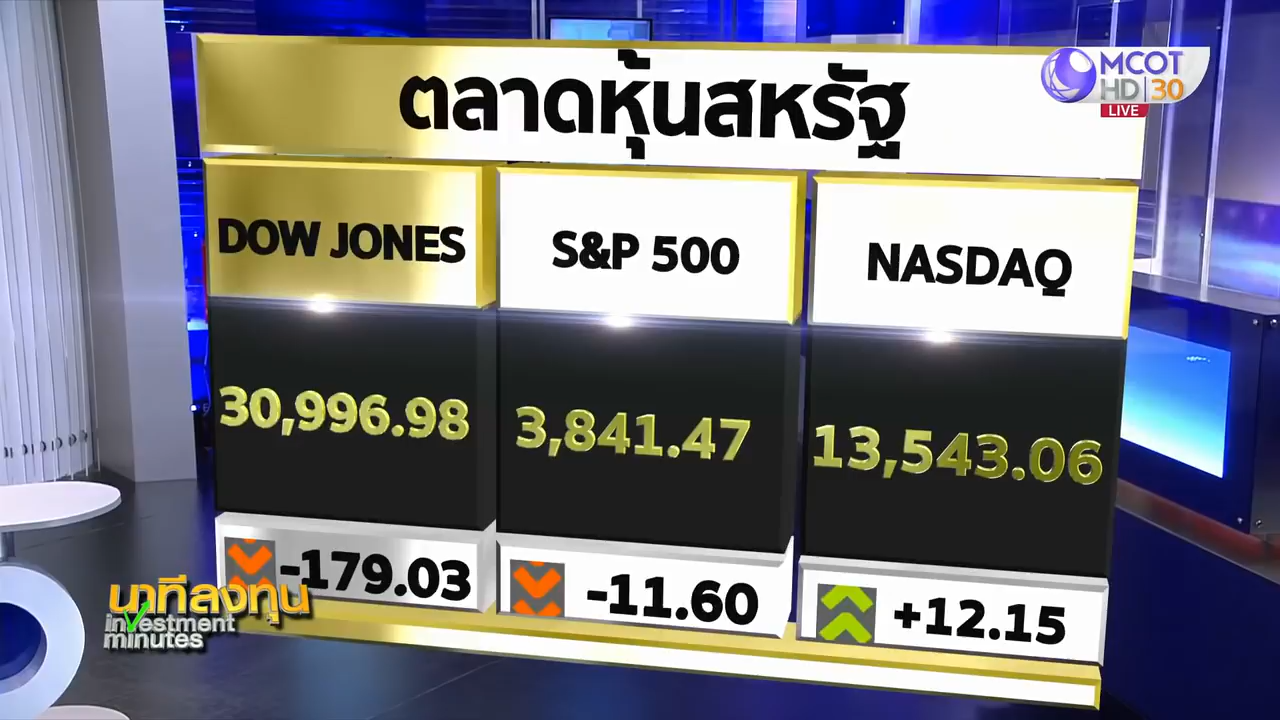 ตลาดหุ้นสหรัฐ
MCOT
HD 30
LIVE
DOW JONES
S&P 500
NASDAQ
30,996.98
3,841.47
13,543.06
-179.03
-11.60
+12.15
นาทีลงทุน
investment
minutes